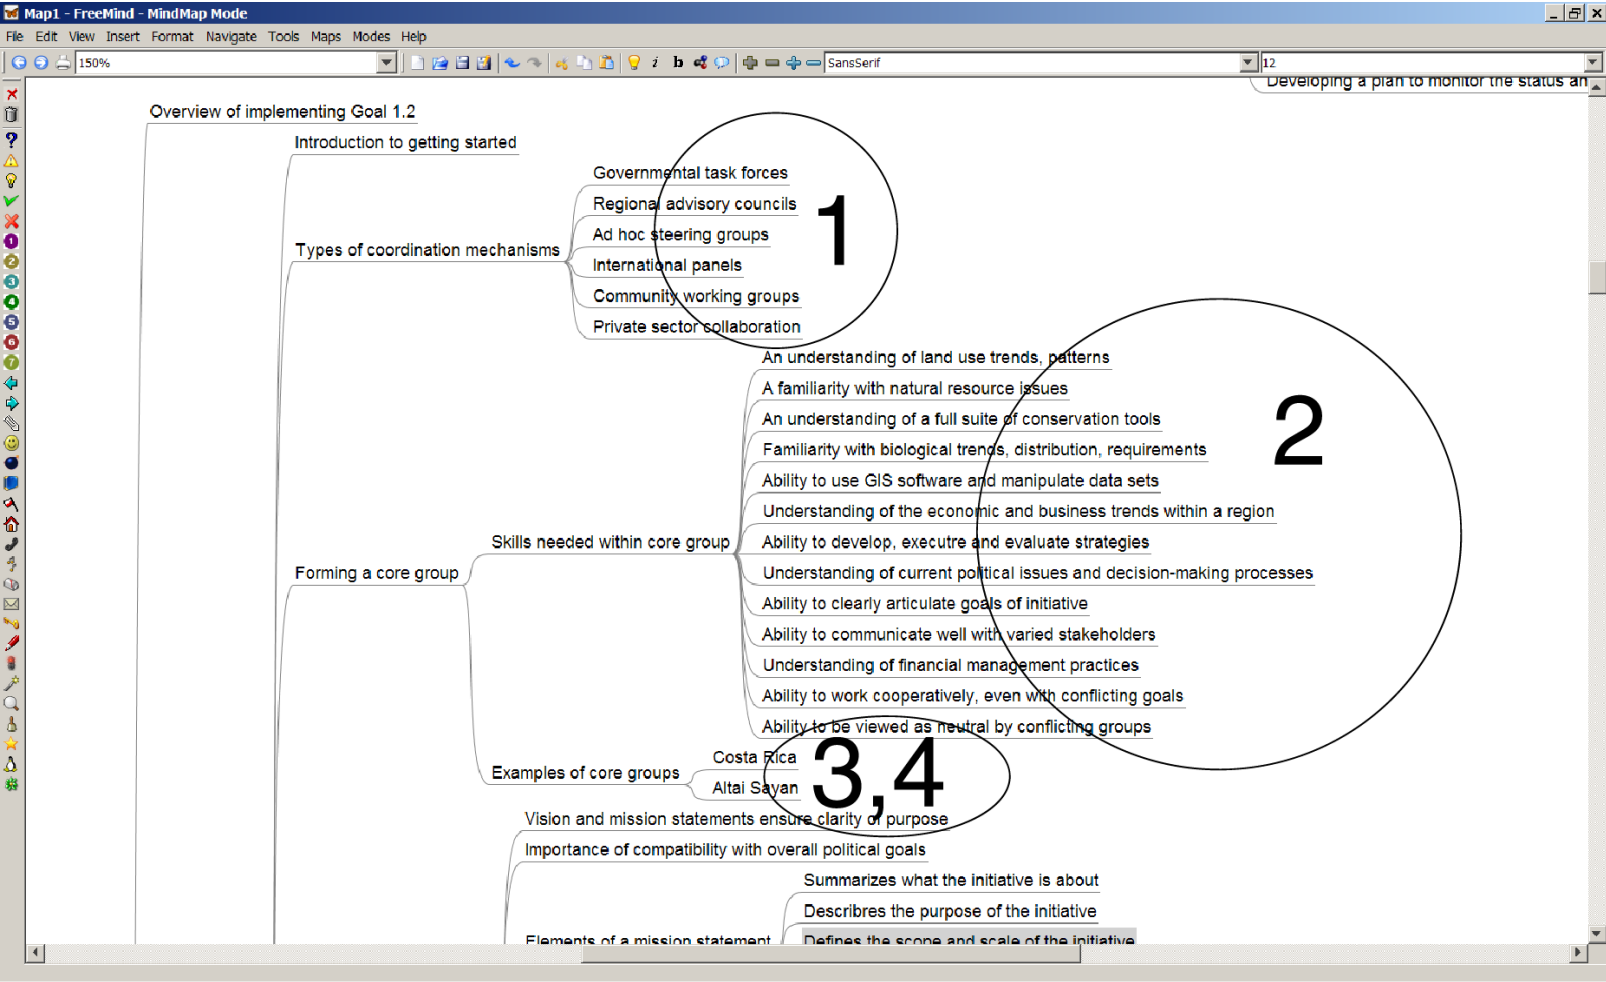 Map1 - FreeMind - MindMap Mode
File Edit View Insert Format Navigate Tools Maps Modes Help
150%
SansSerif
12
Developing a plan to monitor the status an
Overview of implementing Goal 1.2
Introduction to getting started
Types of coordination mechanisms
Governmental task forces
Regional advisory councils
Ad hoc steering groups
International panels
Community working groups
Private sector collaboration
1
Forming a core group
Skills needed within core group
An understanding of land use trends, patterns
A familiarity with natural resource issues
An understanding of a full suite of conservation tools
Familiarity with biological trends, distribution, requirements
Ability to use GIS software and manipulate data sets
Understanding of the economic and business trends within a region
Ability to develop, executre and evaluate strategies
Understanding of current political issues and decision-making processes
Ability to clearly articulate goals of initiative
Ability to communicate well with varied stakeholders
Understanding of financial management practices
Ability to work cooperatively, even with conflicting goals
Ability to be viewed as neutral by conflicting groups
2
Examples of core groups
Costa Rica
Altai Sayan
3,4
Vision and mission statements ensure clarity of purpose
Importance of compatibility with overall political goals
Elements of a mission statement
Summarizes what the initiative is about
Describres the purpose of the initiative
Defines the scope and scale of the initiative